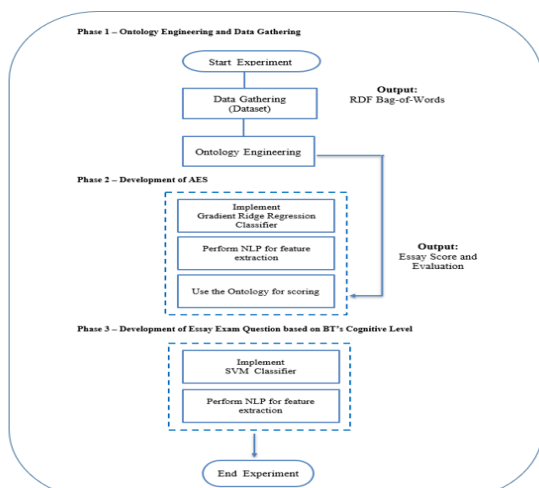 Phase 1 – Ontology Engineering and Data Gathering
Start Experiment
Output:
RDF Bag-of-Words
Data Gathering
(Dataset)
Ontology Engineering
Phase 2 – Development of AES
Implement
Gradient Ridge Regression
Classifier
Perform NLP for feature
extraction
Output:
Essay Score and
Evaluation
Use the Ontology for scoring
Phase 3 – Development of Essay Exam Question based on BT's Cognitive Level
Implement
SVM Classifier
Perform NLP for feature
extraction
End Experiment